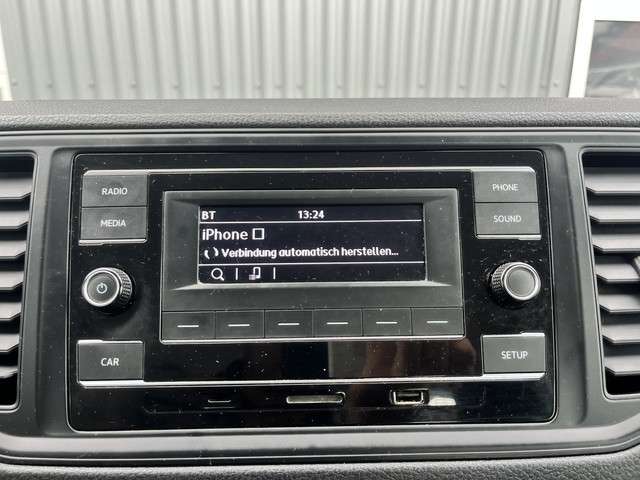 RADIO
PHONE
MEDIA
SOUND
BT 13:24
iPhone □
Verbindung automatisch herstellen...
CAR
SETUP